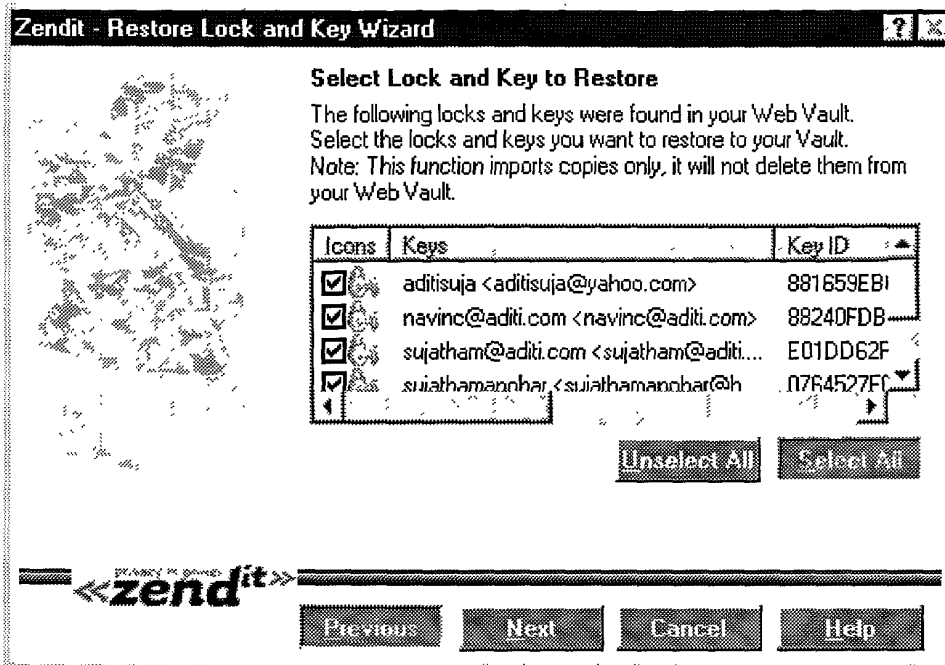 Zendit - Restore Lock and Key Wizard
Select Lock and Key to Restore
The following locks and keys were found in your Web Vault.
Select the locks and keys you want to restore to your Vault.
Note: This function imports copies only, it will not delete them from
your Web Vault.
Icons Keys Key ID
aditisuja <aditisuja@yahoo.com> 881659EB
navinc@aditi.com <navinc@aditi.com> 88240FDB
sujatham@aditi.com <sujatham@aditi.... E01DD62F
sujathamanohar <sujathamanohar@h 0764527F
Unselect All Select All
«zendit»
Previous Next Cancel Help